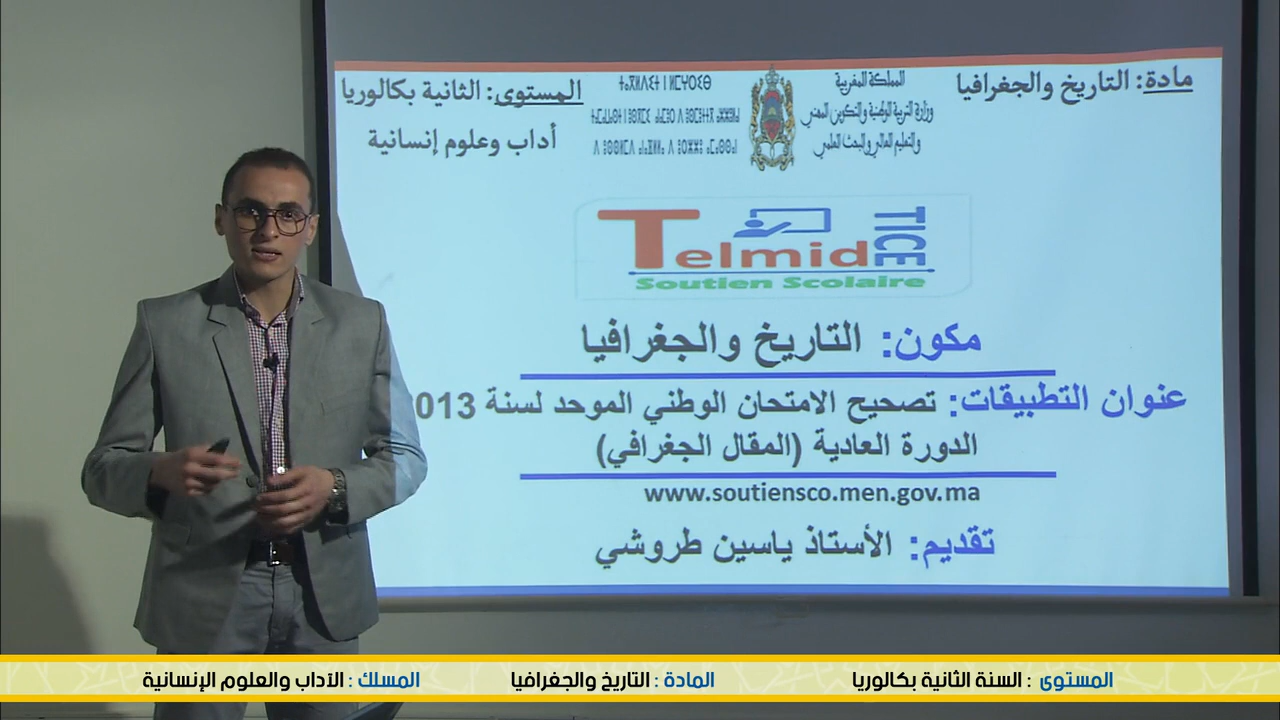 مادة: التاريخ والجغرافيا
المملكة المغربية
وزارة التربية الوطنية والتكوين المهني
والتعليم العالي والبحث العلمي
المستوى: الثانية بكالوريا
أداب وعلوم إنسانية
Telmid TICE
Soutien Scolaire
مكون: التاريخ والجغرافيا
عنوان التطبيقات: تصحيح الامتحان الوطني الموحد لسنة 013
الدورة العادية (المقال الجغرافي)
www.soutiensco.men.gov.ma
تقديم: الأستاذ ياسين طروشي
المستوى : السنة الثانية بكالوريا
المادة : التاريخ والجغرافيا
المسلك : الآداب والعلوم الإنسانية